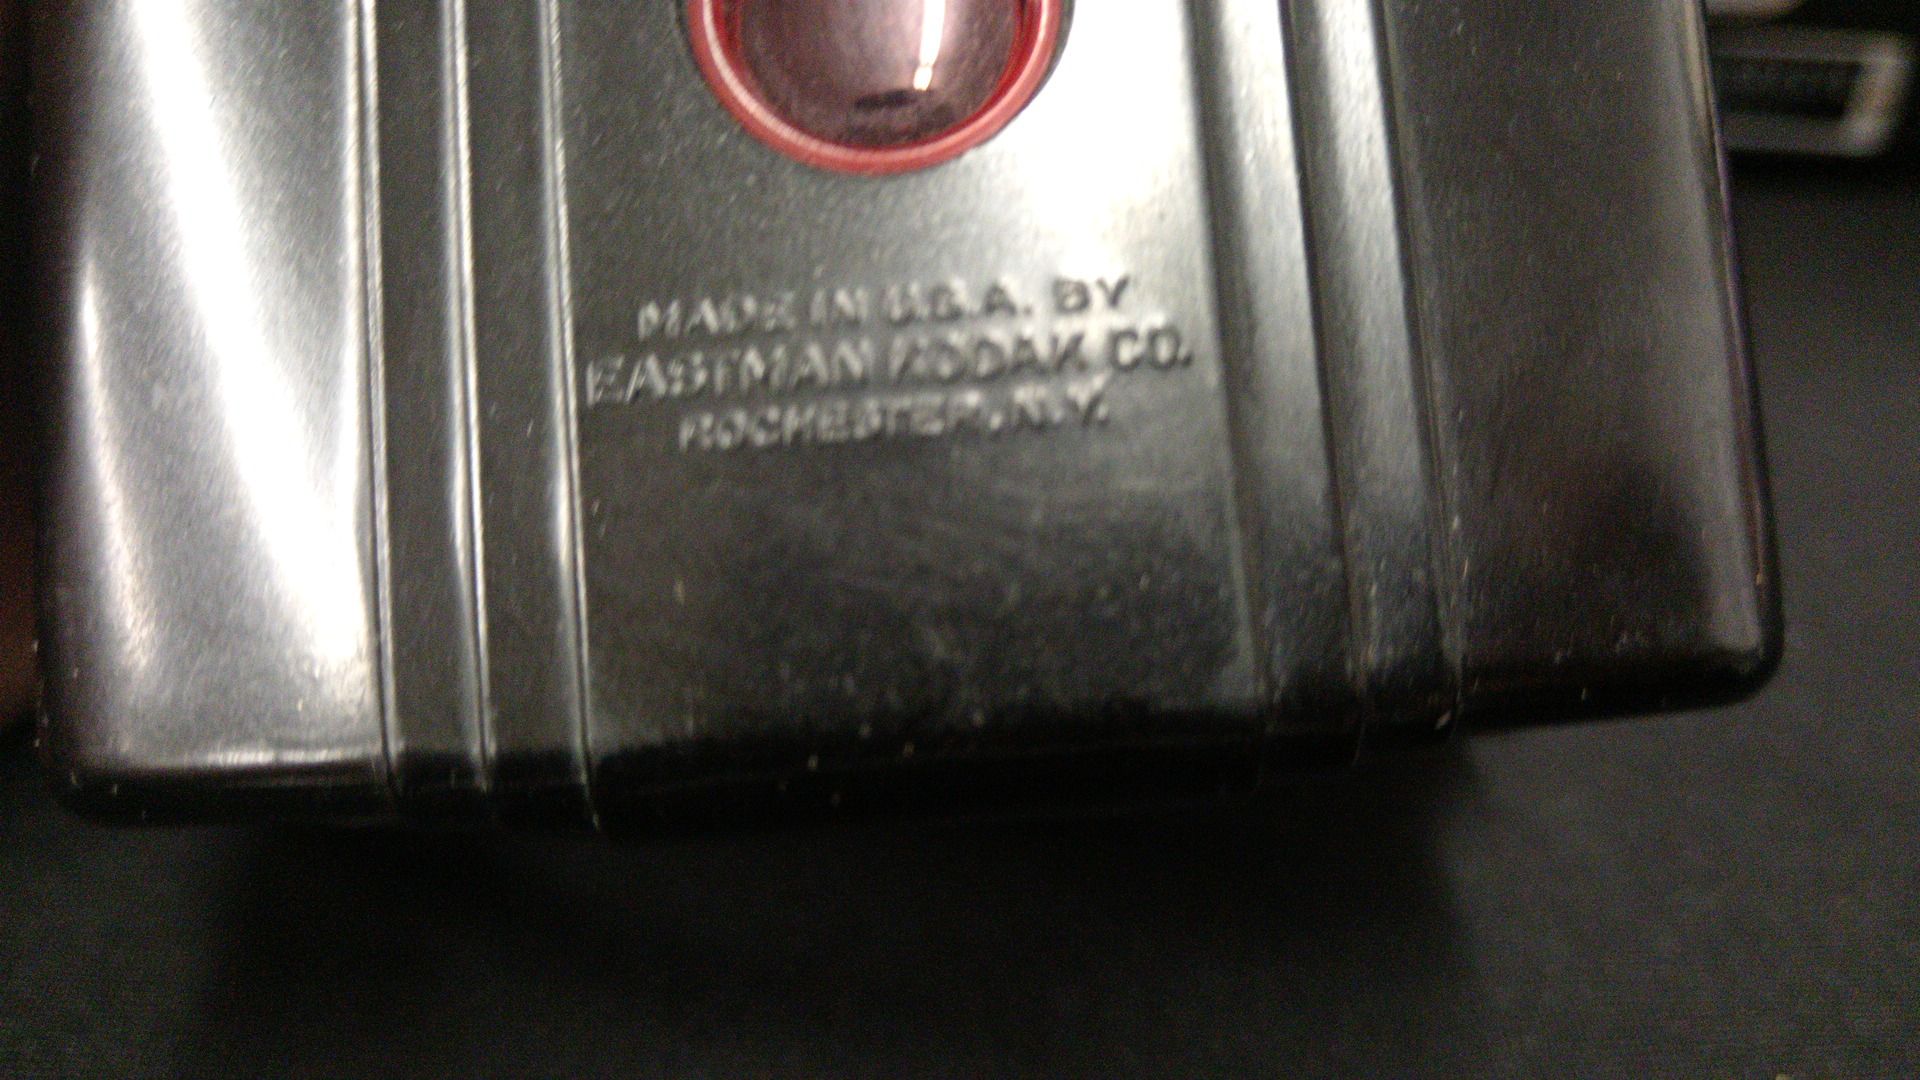 MADE IN U.S.A. BY
EASTMAN KODAK CO.
ROCHESTER, N.Y.